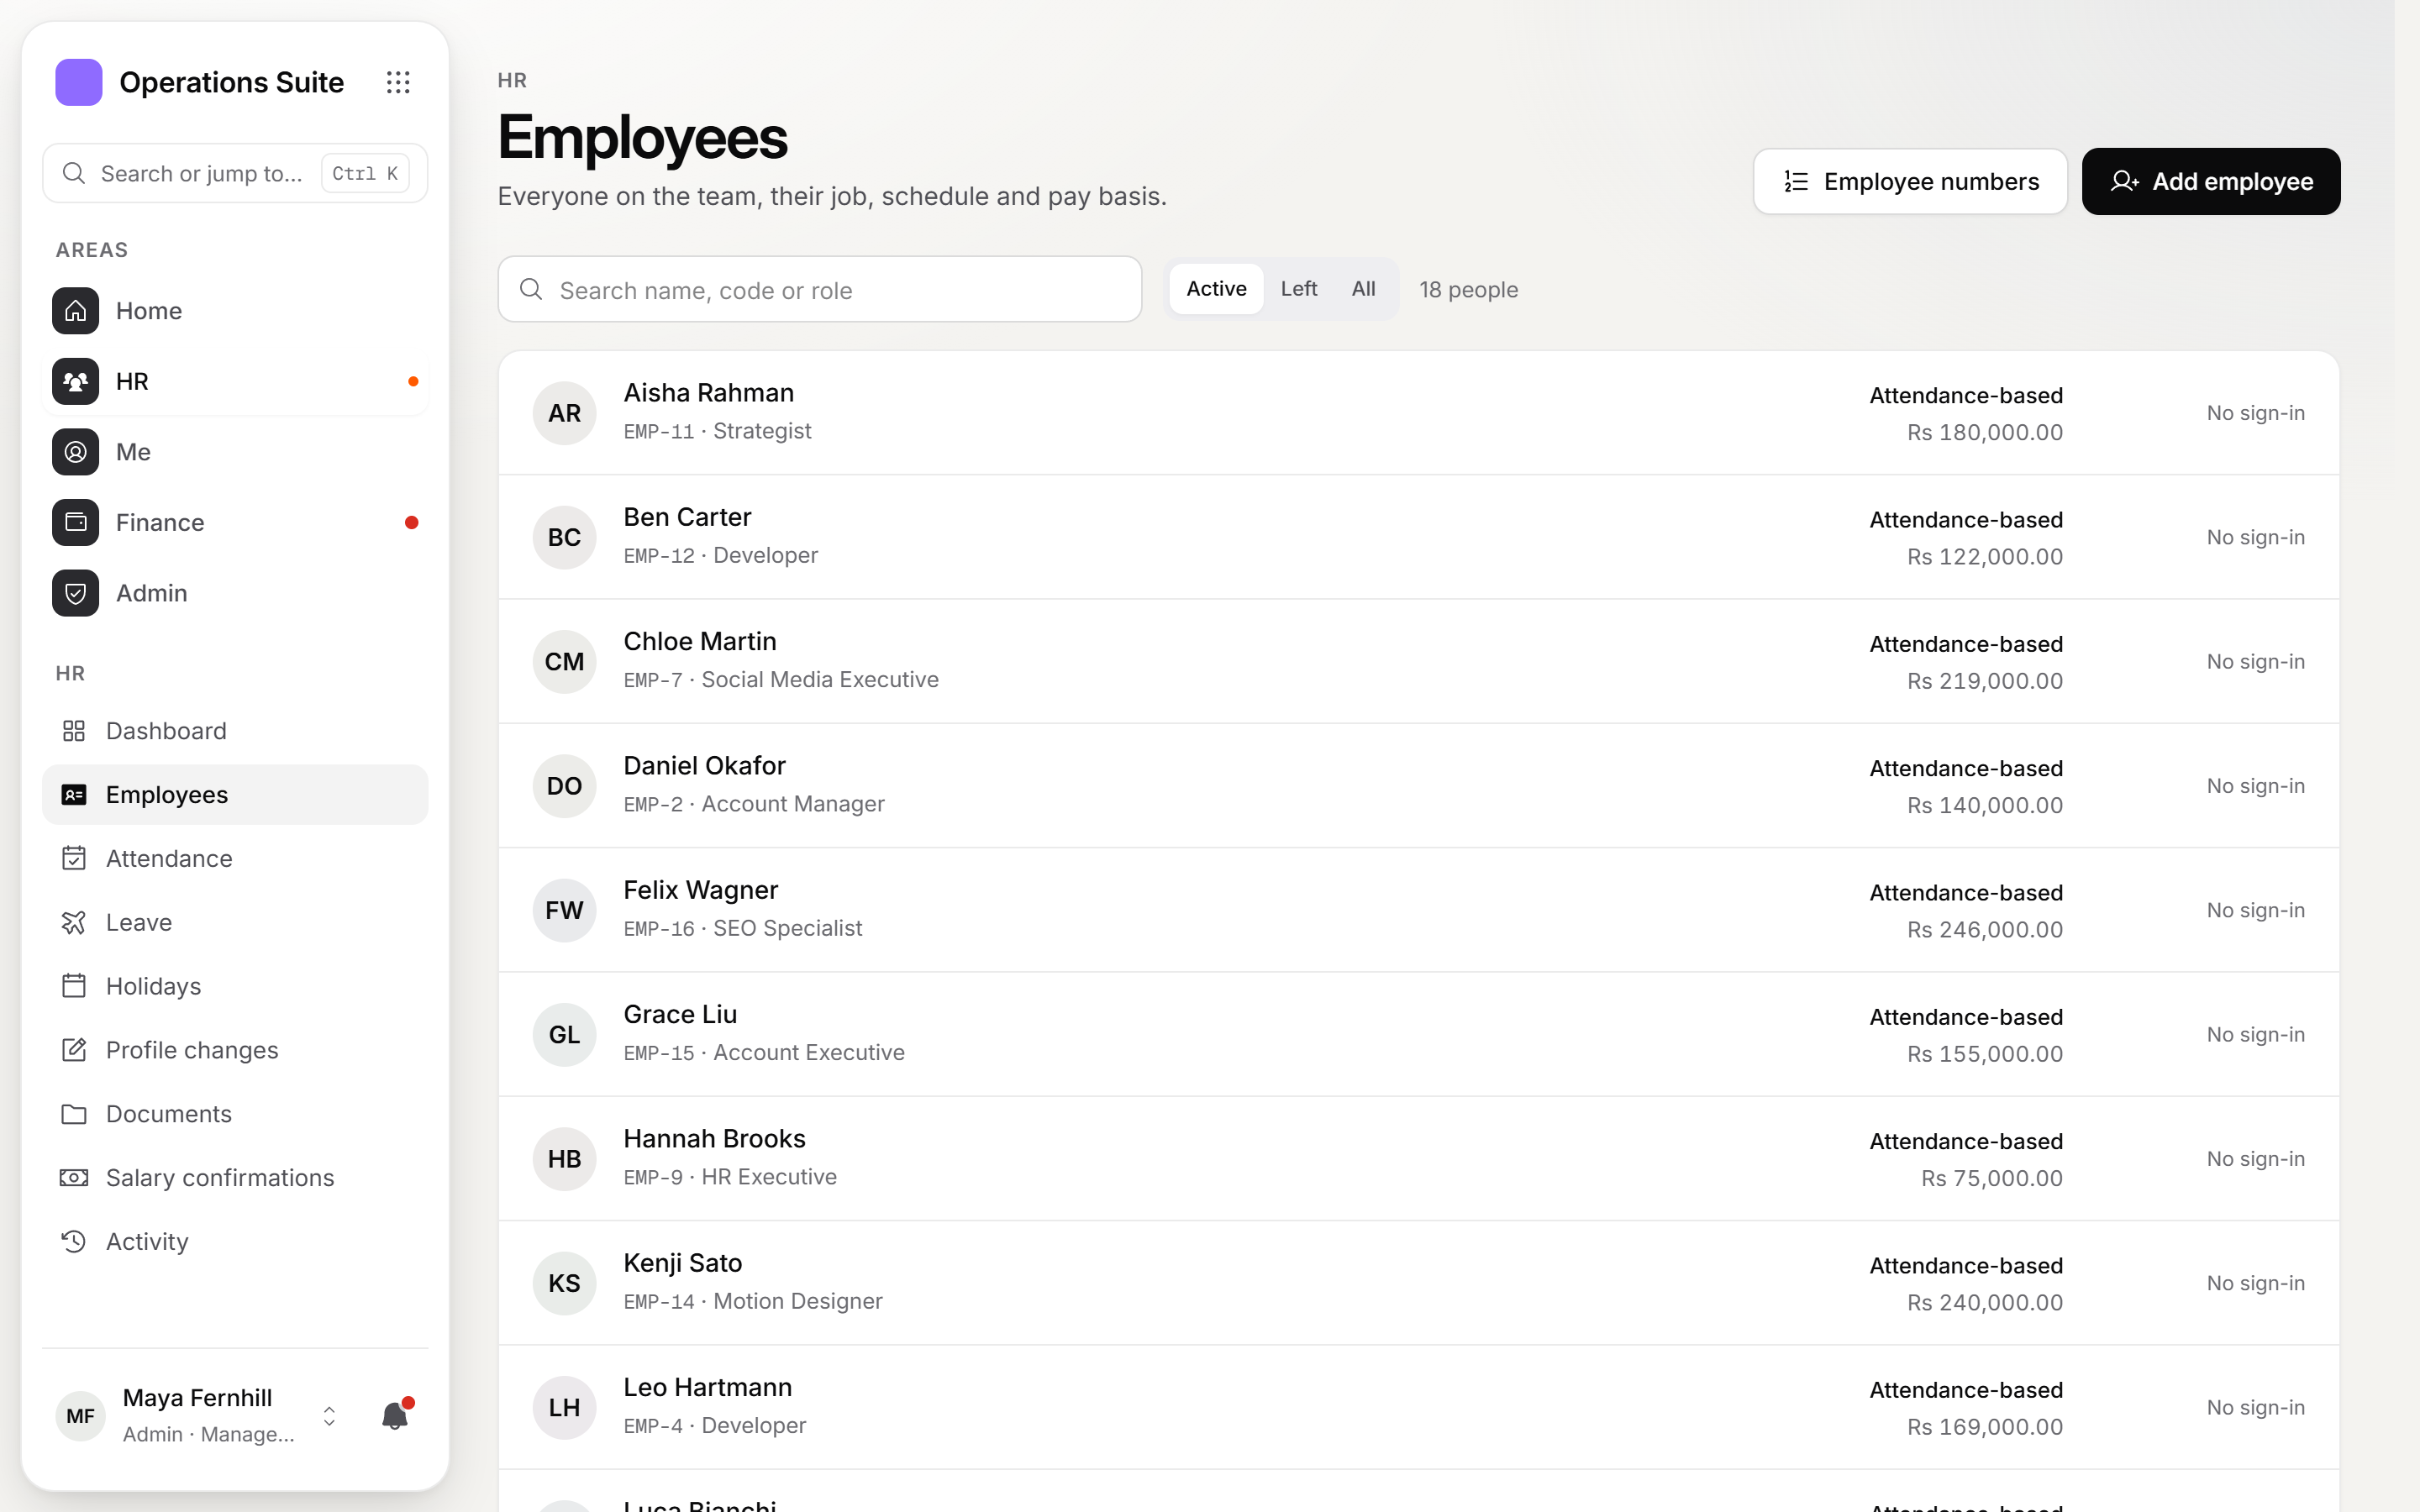 Operations Suite
Search or jump to... Ctrl K
AREAS
Home
HR
Me
Finance
Admin
HR
Dashboard
Employees
Attendance
Leave
Holidays
Profile changes
Documents
Salary confirmations
Activity
MF
Maya Fernhill
Admin · Manage...
HR
Employees
Everyone on the team, their job, schedule and pay basis.
Employee numbers
Add employee
Search name, code or role
Active Left All 18 people
AR
Aisha Rahman
EMP-11 · Strategist
Attendance-based
Rs 180,000.00
No sign-in
BC
Ben Carter
EMP-12 · Developer
Attendance-based
Rs 122,000.00
No sign-in
CM
Chloe Martin
EMP-7 · Social Media Executive
Attendance-based
Rs 219,000.00
No sign-in
DO
Daniel Okafor
EMP-2 · Account Manager
Attendance-based
Rs 140,000.00
No sign-in
FW
Felix Wagner
EMP-16 · SEO Specialist
Attendance-based
Rs 246,000.00
No sign-in
GL
Grace Liu
EMP-15 · Account Executive
Attendance-based
Rs 155,000.00
No sign-in
HB
Hannah Brooks
EMP-9 · HR Executive
Attendance-based
Rs 75,000.00
No sign-in
KS
Kenji Sato
EMP-14 · Motion Designer
Attendance-based
Rs 240,000.00
No sign-in
LH
Leo Hartmann
EMP-4 · Developer
Attendance-based
Rs 169,000.00
No sign-in
Luca Bianchi
Attendance-based